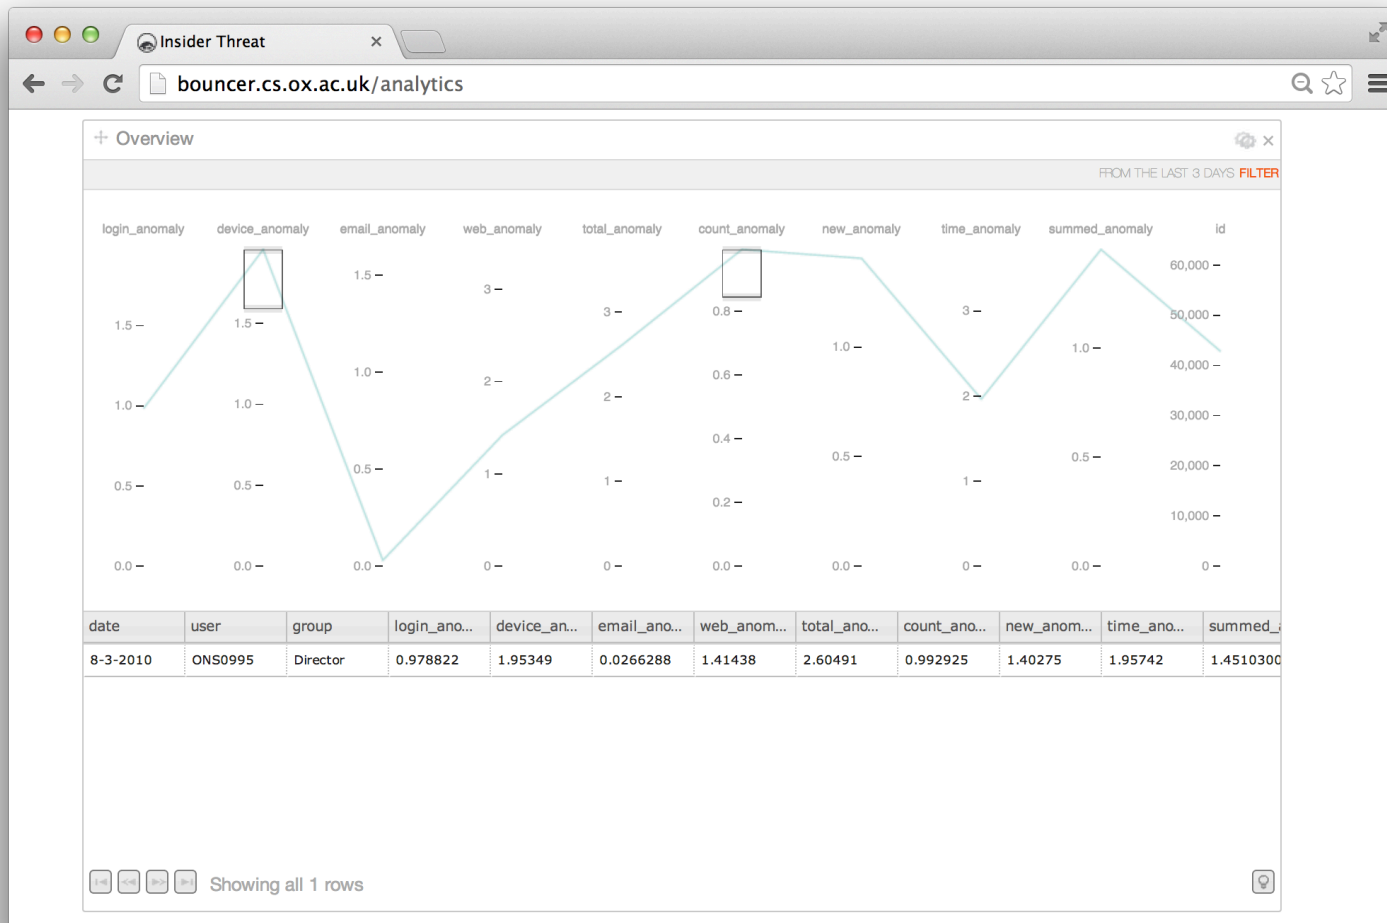 Insider Threat
bouncer.cs.ox.ac.uk/analytics
Overview
FROM THE LAST 3 DAYS FILTER
login_anomaly device_anomaly email_anomaly web_anomaly total_anomaly count_anomaly new_anomaly time_anomaly summed_anomaly id
60,000
1.5
3
3 0.8 3 50,000
1.5 1.5
1.0 1.0
1.0 2 0.6 40,000
1.0 1.0 2 2
0.4 30,000
0.5 1 0.5 0.5 20,000
0.5 0.5 1 1
0.2 10,000
0.0 0.0 0.0 0 0 0.0 0.0 0 0.0 0
date user group login_ano... device_an... email_ano... web_anom... total_ano... count_ano... new_anom... time_ano... summed_
8-3-2010 ONS0995 Director 0.978822 1.95349 0.0266288 1.41438 2.60491 0.992925 1.40275 1.95742 1.4510300
Showing all 1 rows